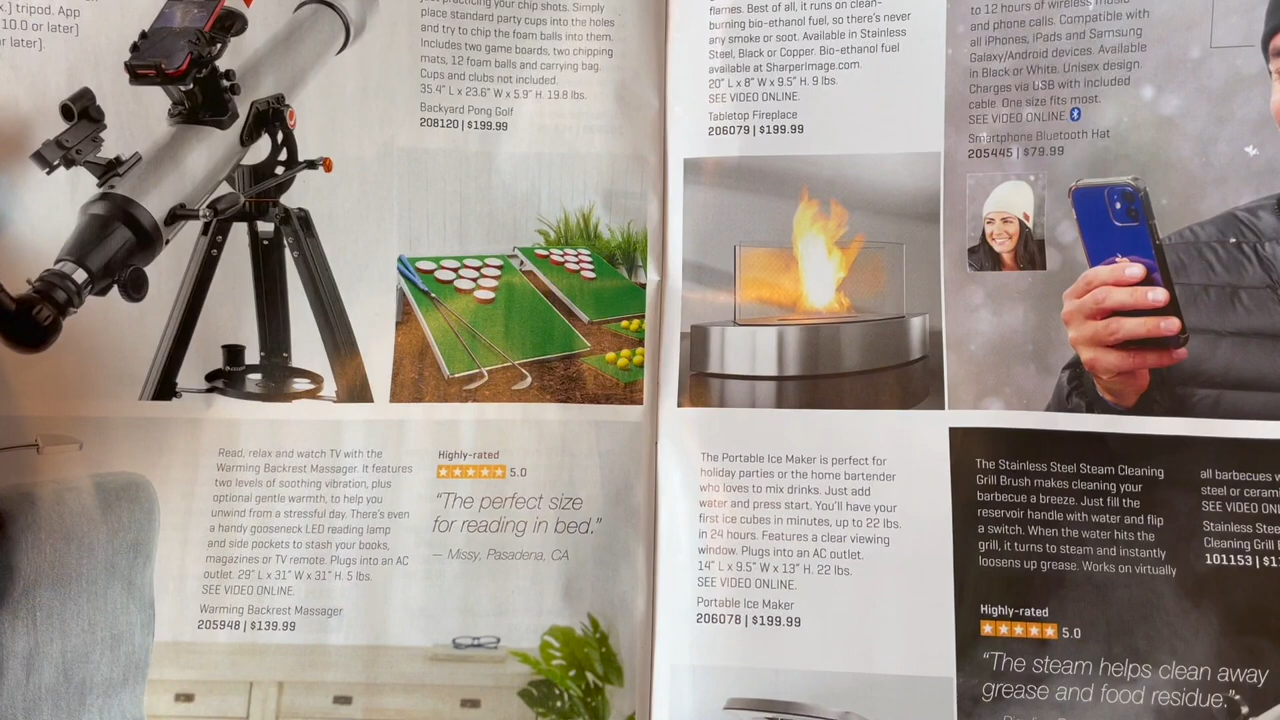 x.] tripod. App
10.0 or later]
r later].
just practicing your chip shots. Simply
place standard party cups into the holes
and try to chip the foam balls into them.
Includes two game boards, two chipping
mats, 12 foam balls and carrying bag.
Cups and clubs not included.
35.4" L x 23.6" W x 5.9" H. 19.8 lbs.
Backyard Pong Golf
208120 | $199.99
flames. Best of all, it runs on clean-
burning bio-ethanol fuel, so there's never
any smoke or soot. Available in Stainless
Steel, Black or Copper. Bio-ethanol fuel
available at SharperImage.com.
20" L x 8" W x 9.5" H. 9 lbs.
SEE VIDEO ONLINE.
Tabletop Fireplace
206079 | $199.99
to 12 hours of wireless music
and phone calls. Compatible with
all iPhones, iPads and Samsung
Galaxy/Android devices. Available
in Black or White. Unisex design.
Charges via USB with included
cable. One size fits most.
SEE VIDEO ONLINE.
Smartphone Bluetooth Hat
205445 | $79.99
Read, relax and watch TV with the
Warming Backrest Massager. It features
two levels of soothing vibration, plus
optional gentle warmth, to help you
unwind from a stressful day. There's even
a handy gooseneck LED reading lamp
and side pockets to stash your books,
magazines or TV remote. Plugs into an AC
outlet. 29" L x 31" W x 31" H. 5 lbs.
SEE VIDEO ONLINE.
Warming Backrest Massager
205948 | $139.99
Highly-rated
5.0
"The perfect size
for reading in bed."
— Missy, Pasadena, CA
The Portable Ice Maker is perfect for
holiday parties or the home bartender
who loves to mix drinks. Just add
water and press start. You'll have your
first ice cubes in minutes, up to 22 lbs.
in 24 hours. Features a clear viewing
window. Plugs into an AC outlet.
14" L x 9.5" W x 13" H. 22 lbs.
SEE VIDEO ONLINE.
Portable Ice Maker
206078 | $199.99
The Stainless Steel Steam Cleaning
Grill Brush makes cleaning your
barbecue a breeze. Just fill the
reservoir handle with water and flip
a switch. When the water hits the
grill, it turns to steam and instantly
loosens up grease. Works on virtually
all barbecues w
steel or cerami
SEE VIDEO ONL
Stainless Stee
Cleaning Grill B
101153 | $1
Highly-rated
5.0
"The steam helps clean away
grease and food residue."